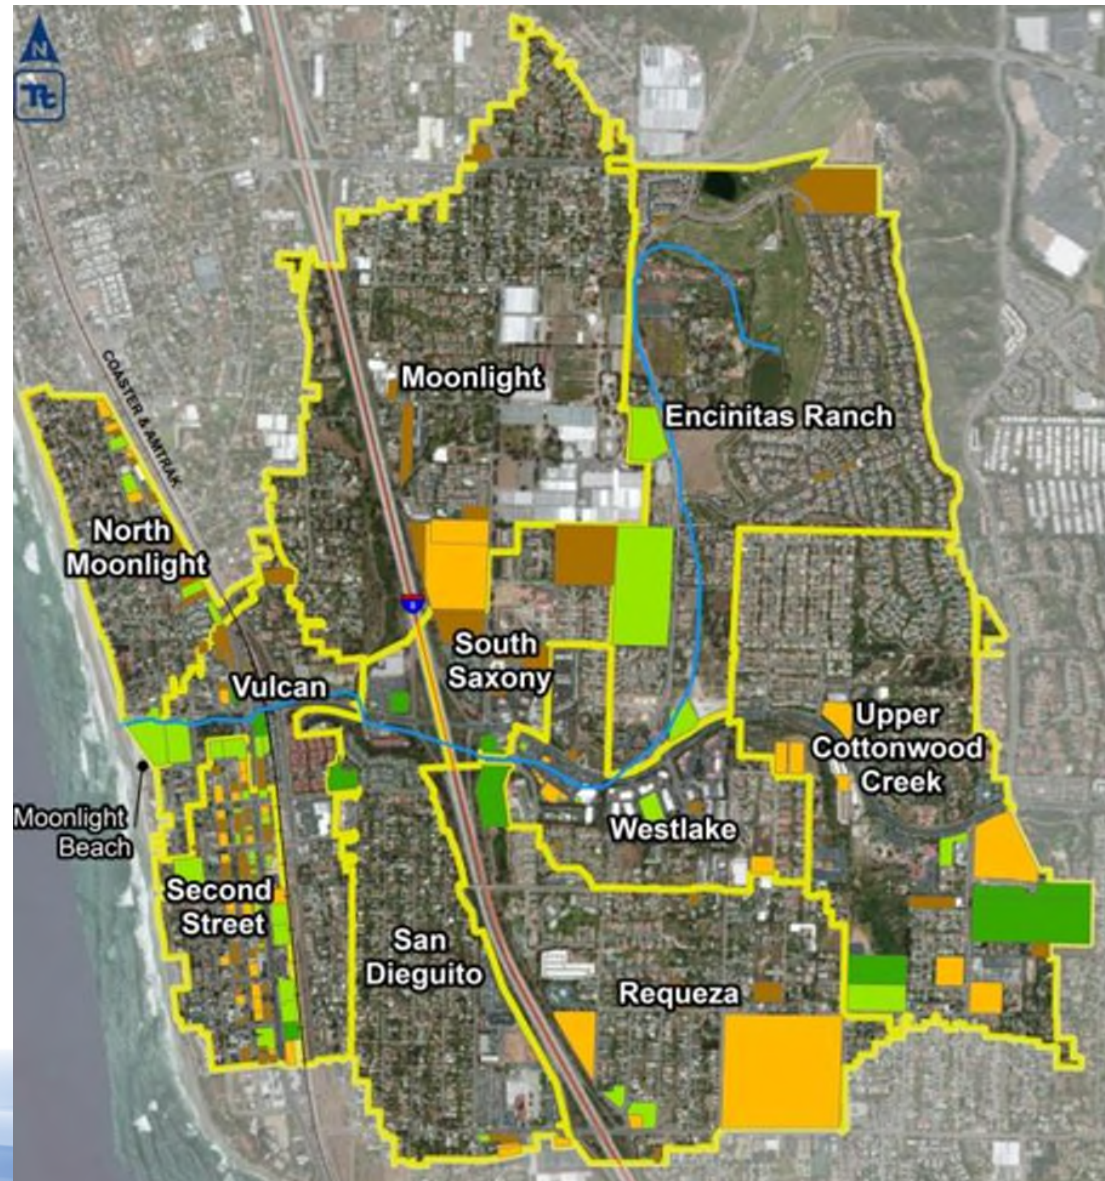 N
Tt
COASTER & AMTRAK
Moonlight
Encinitas Ranch
North
Moonlight
South
Saxony
Vulcan
Upper
Cottonwood
Creek
Moonlight
Beach
Westlake
Second
Street
San
Dieguito
Requeza